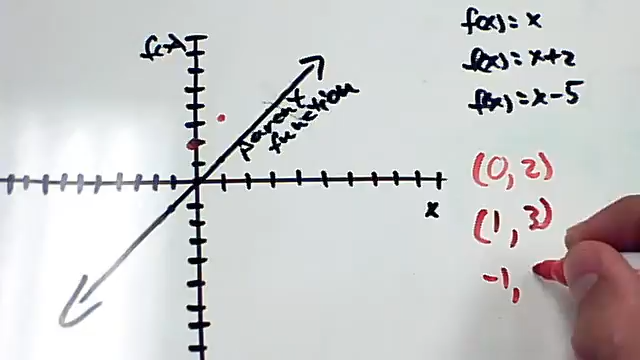 f(x)
f(x) = x
f(x) = x+2
f(x) = x-5
parent
function
x
(0, 2)
(1, 3)
-1,